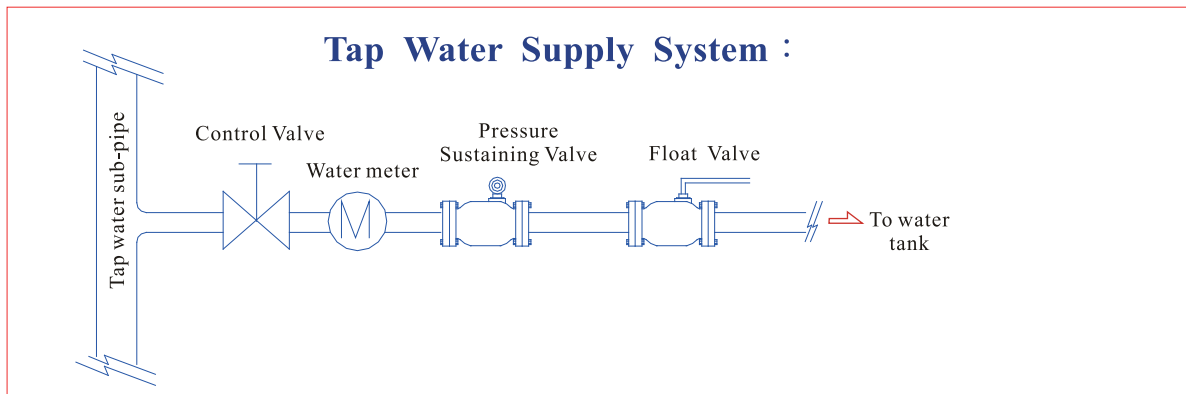 Tap Water Supply System：
Control Valve
Water meter
Pressure
Sustaining Valve
Float Valve
Tap water sub-pipe
M
To water
tank